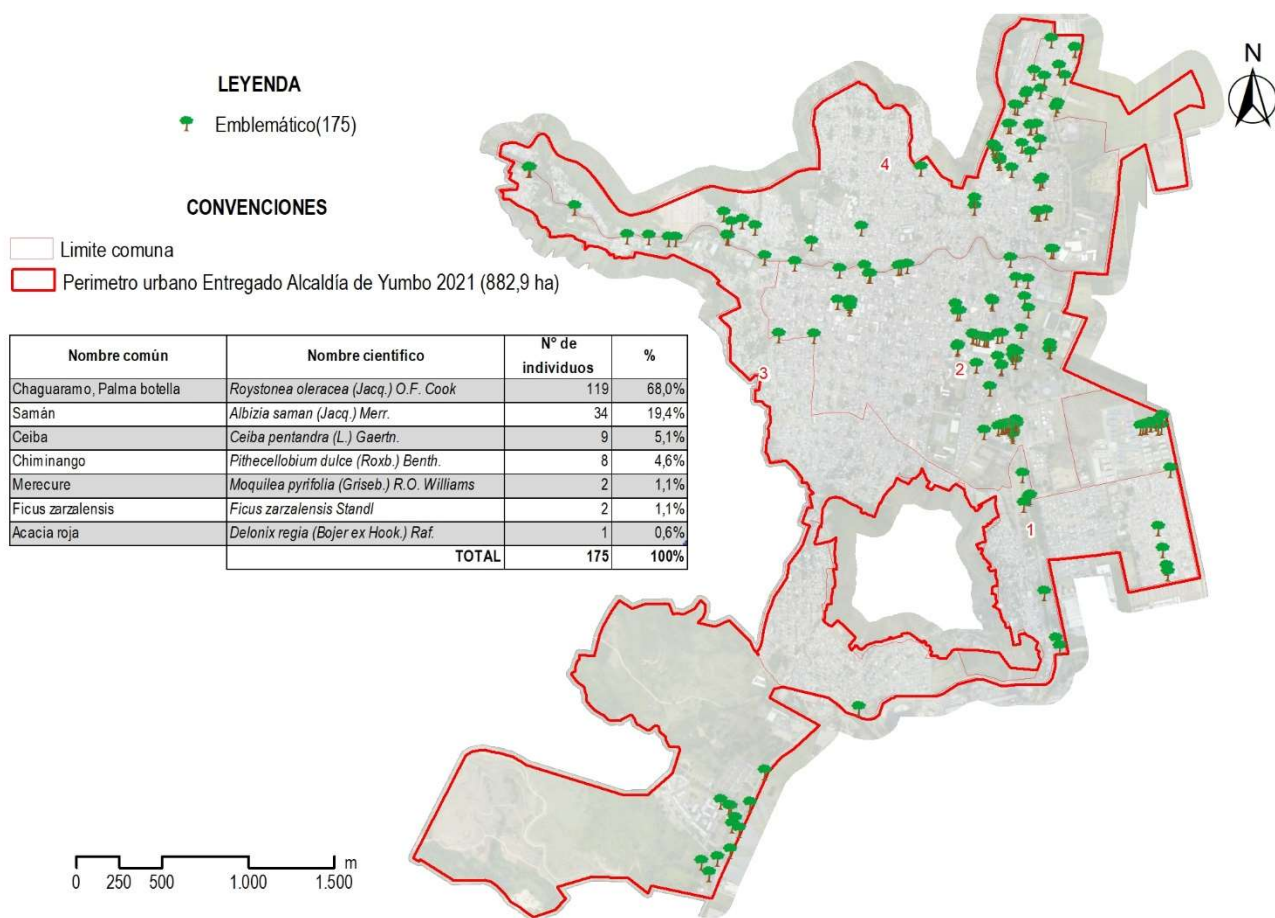 LEYENDA
Emblemático(175)
CONVENCIONES
Limite comuna
Perimetro urbano Entregado Alcaldía de Yumbo 2021 (882,9 ha)
Nombre común Nombre científico N° de individuos %
Chaguaramo, Palma botella Roystonea oleracea (Jacq.) O.F. Cook 119 68,0%
Samán Albizia saman (Jacq.) Merr. 34 19,4%
Ceiba Ceiba pentandra (L.) Gaertn. 9 5,1%
Chiminango Pithecellobium dulce (Roxb.) Benth. 8 4,6%
Merecure Moquilea pyrifolia (Griseb.) R.O. Williams 2 1,1%
Ficus zarzalensis Ficus zarzalensis Standl 2 1,1%
Acacia roja Delonix regia (Bojer ex Hook.) Raf. 1 0,6%
TOTAL 175 100%
N
4
3
2
1
0 250 500 1.000 1.500 m